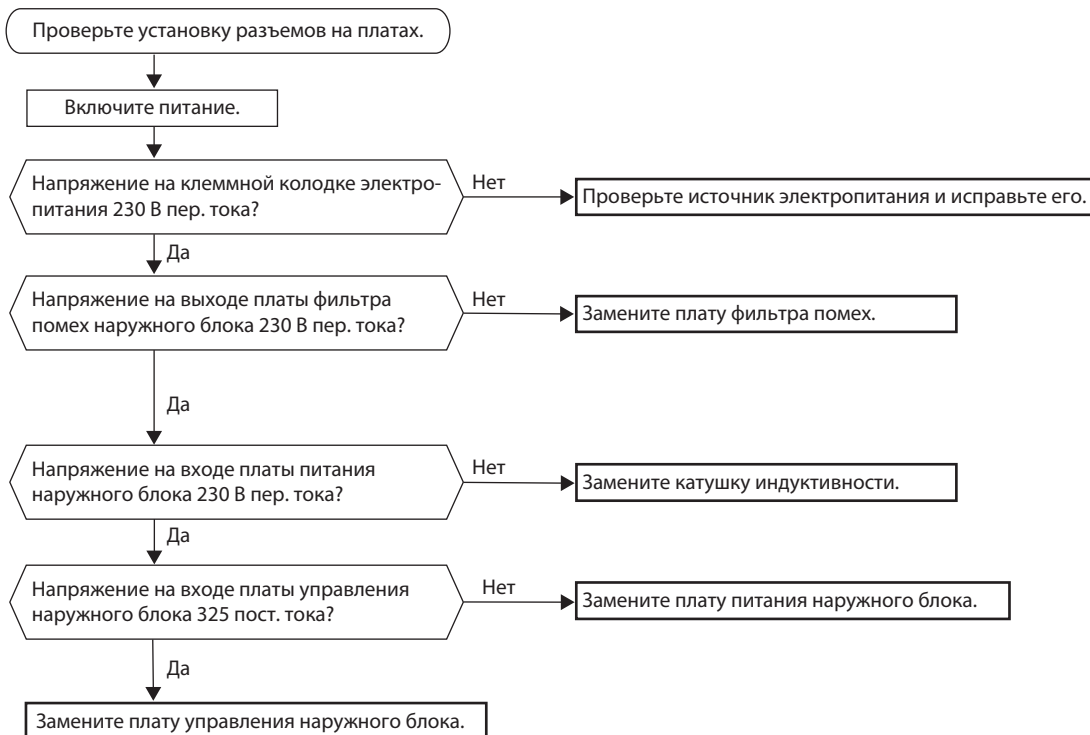 Проверьте установку разъемов на платах.
Включите питание.
Напряжение на клеммной колодке электро-
питания 230 В пер. тока?
Нет
Проверьте источник электропитания и исправьте его.
Да
Напряжение на выходе платы фильтра
помех наружного блока 230 В пер. тока?
Нет
Замените плату фильтра помех.
Да
Напряжение на входе платы питания
наружного блока 230 В пер. тока?
Нет
Замените катушку индуктивности.
Да
Напряжение на входе платы управления
наружного блока 325 пост. тока?
Нет
Замените плату питания наружного блока.
Да
Замените плату управления наружного блока.